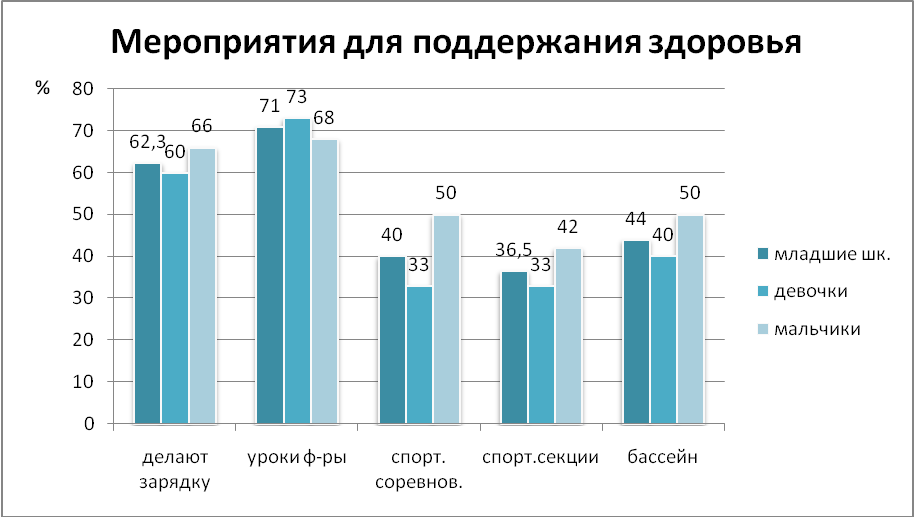 Мероприятия для поддержания здоровья
%
80
70
60
50
40
30
20
10
0
62,3
60
66
71
73
68
40
33
50
36,5
33
42
44
40
50
делают
зарядку
уроки ф-ры
спорт.
соревнов.
спорт.секции
бассейн
младшие шк.
девочки
мальчики